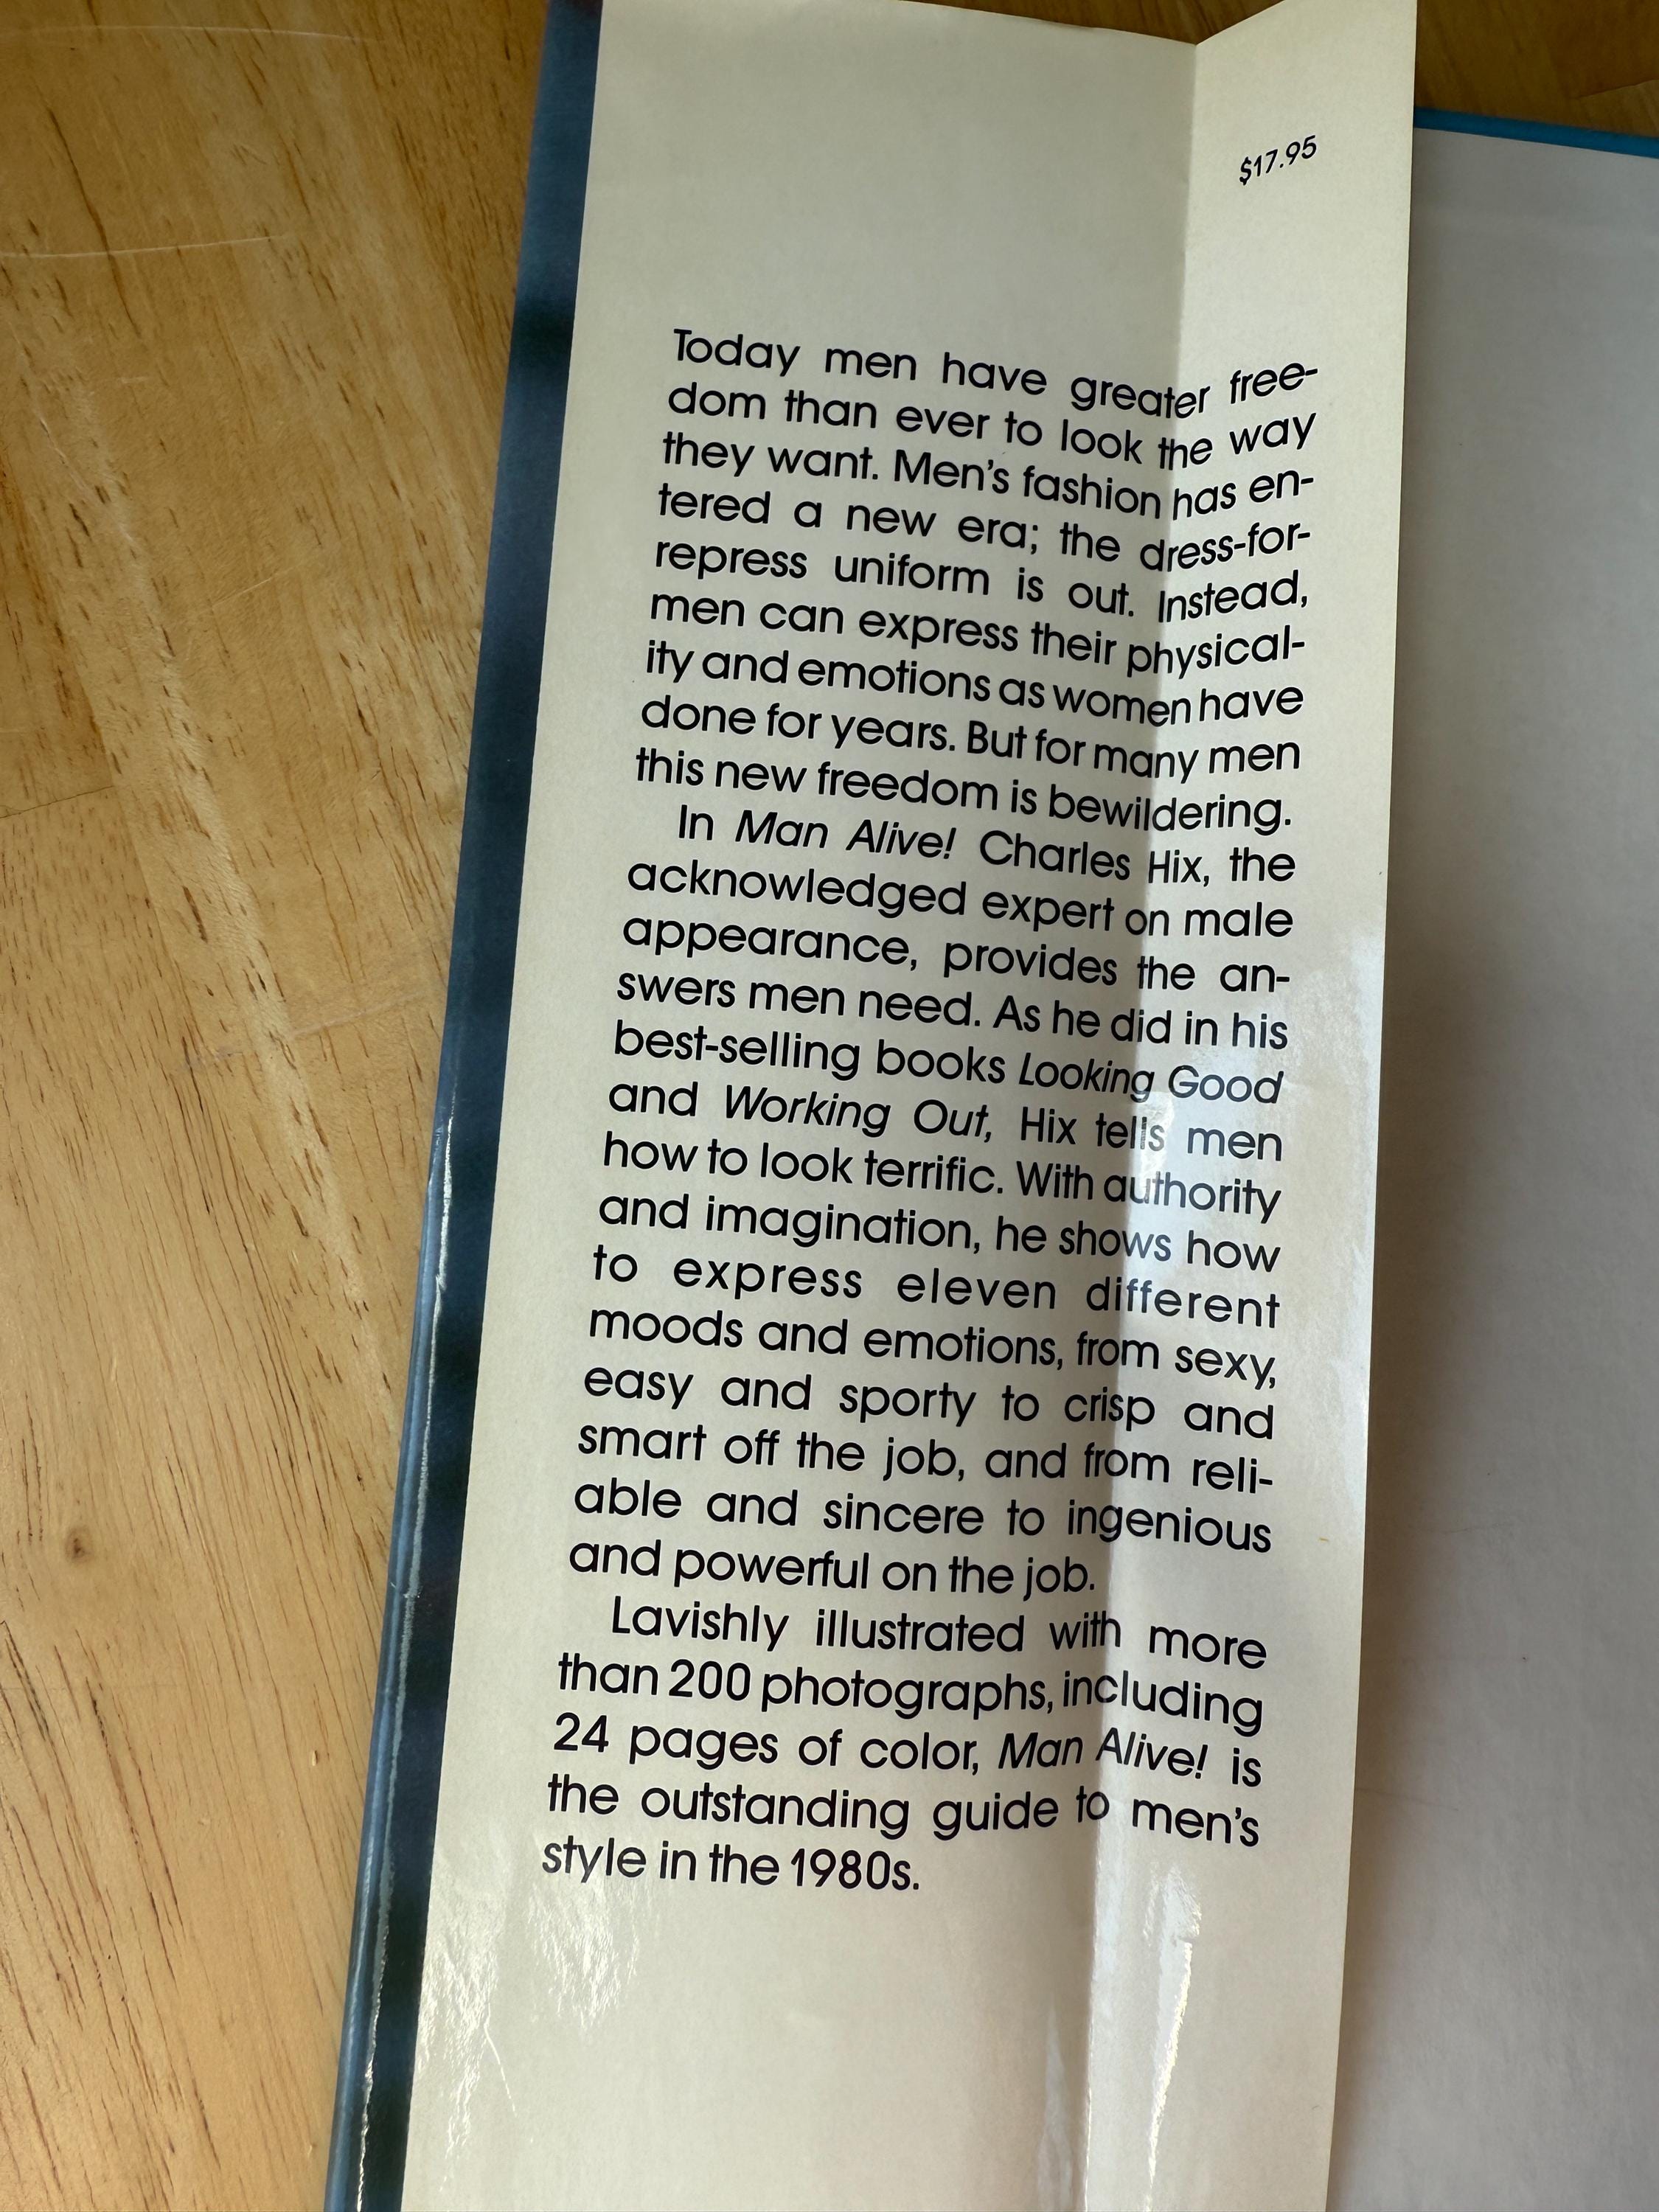 $17.95
Today men have greater free-
dom than ever to look the way
they want. Men's fashion has en-
tered a new era; the dress-for-
repress uniform is out. Instead,
men can express their physical-
ity and emotions as women have
done for years. But for many men
this new freedom is bewildering.
In Man Alive! Charles Hix, the
acknowledged expert on male
appearance, provides the an-
swers men need. As he did in his
best-selling books Looking Good
and Working Out, Hix tells men
how to look terrific. With authority
and imagination, he shows how
to express eleven different
moods and emotions, from sexy,
easy and sporty to crisp and
smart off the job, and from reli-
able and sincere to ingenious
and powerful on the job.
Lavishly illustrated with more
than 200 photographs, including
24 pages of color, Man Alive! is
the outstanding guide to men's
style in the 1980s.